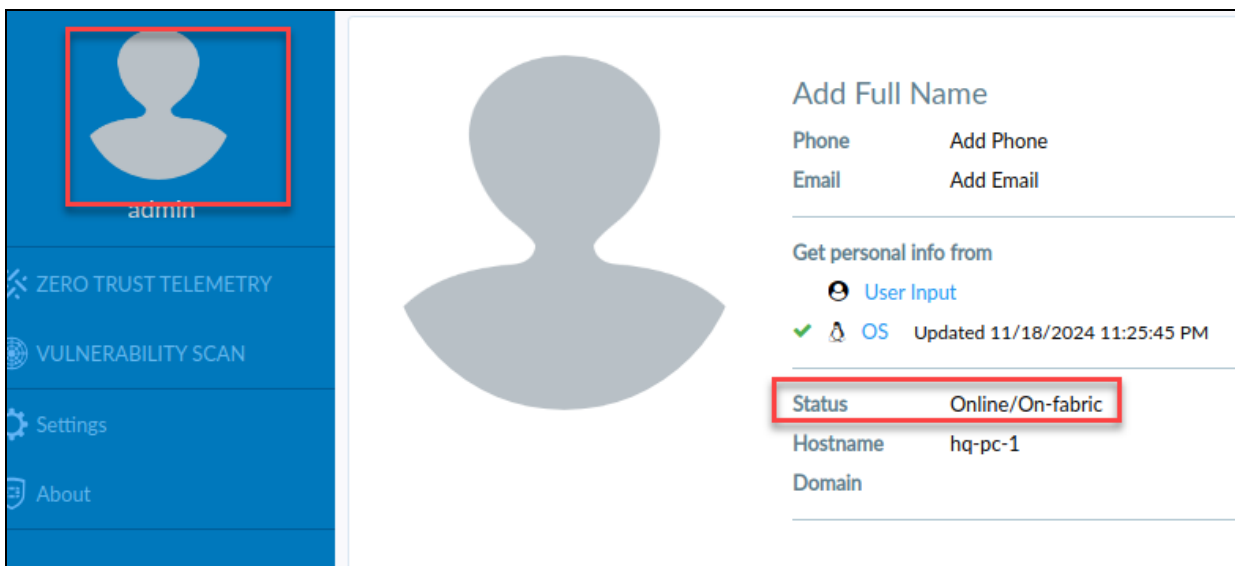 admin
ZERO TRUST TELEMETRY
VULNERABILITY SCAN
Settings
About
Add Full Name
Phone Add Phone
Email Add Email
Get personal info from
User Input
OS Updated 11/18/2024 11:25:45 PM
Status Online/On-fabric
Hostname hq-pc-1
Domain